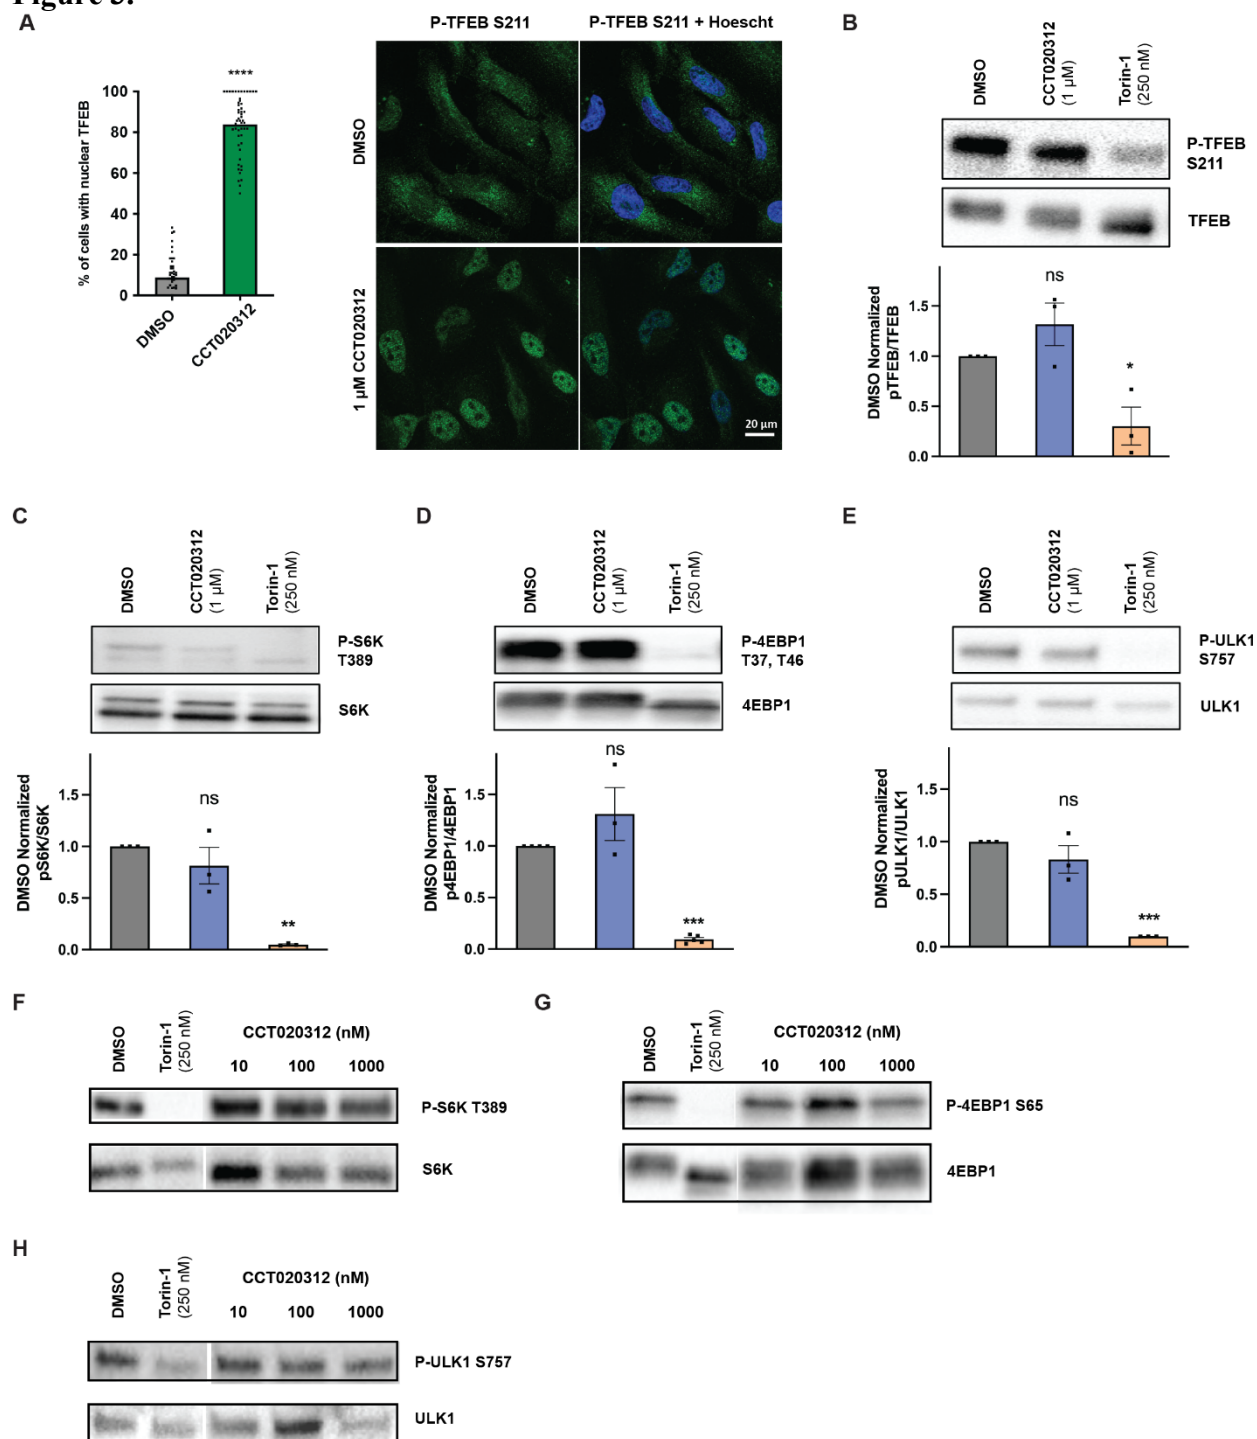 Figure 3.
A
P-TFEB S211
P-TFEB S211 + Hoescht
% of cells with nuclear TFEB
100
80
60
40
20
0
****
DMSO
CCT020312
DMSO
1 µM CCT020312
20 µm
B
DMSO
CCT020312
(1 µM)
Torin-1
(250 nM)
P-TFEB
S211
TFEB
DMSO Normalized
pTFEB/TFEB
1.5
1.0
0.5
0.0
ns
*
C
DMSO
CCT020312
(1 µM)
Torin-1
(250 nM)
P-S6K
T389
S6K
DMSO Normalized
pS6K/S6K
1.5
1.0
0.5
0.0
ns
**
D
DMSO
CCT020312
(1 µM)
Torin-1
(250 nM)
P-4EBP1
T37, T46
4EBP1
DMSO Normalized
p4EBP1/4EBP1
1.5
1.0
0.5
0.0
ns
***
E
DMSO
CCT020312
(1 µM)
Torin-1
(250 nM)
P-ULK1
S757
ULK1
DMSO Normalized
pULK1/ULK1
1.5
1.0
0.5
0.0
ns
***
F
DMSO
Torin-1
(250 nM)
CCT020312 (nM)
10 100 1000
P-S6K T389
S6K
G
DMSO
Torin-1
(250 nM)
CCT020312 (nM)
10 100 1000
P-4EBP1 S65
4EBP1
H
DMSO
Torin-1
(250 nM)
CCT020312 (nM)
10 100 1000
P-ULK1 S757
ULK1